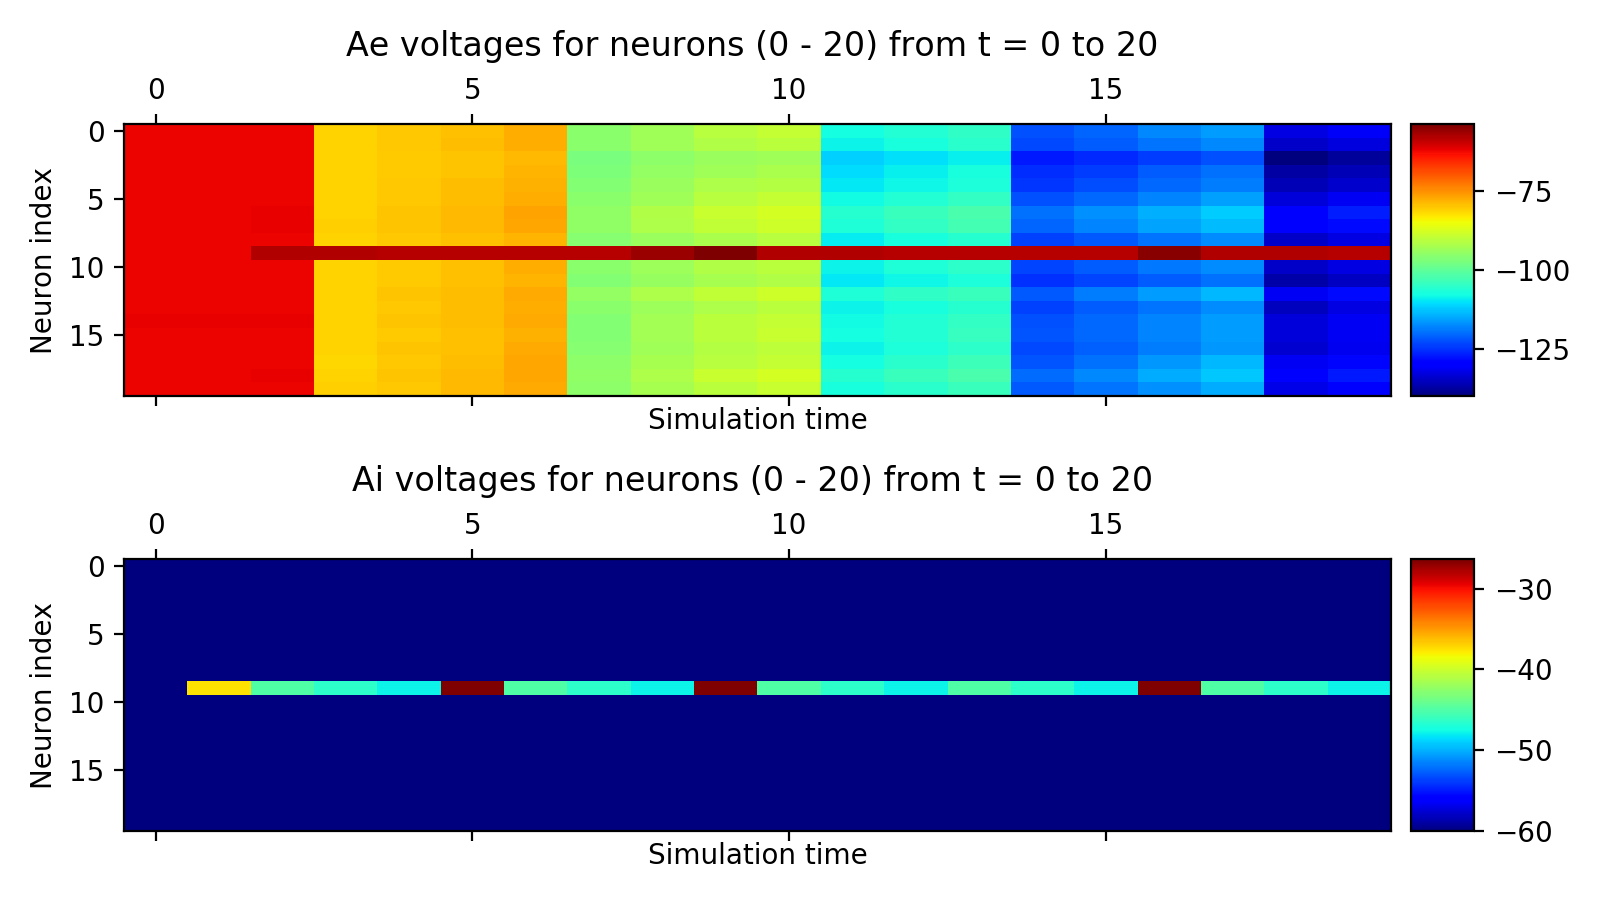 Ae voltages for neurons (0 - 20) from t = 0 to 20
0 5 10 15
Neuron index
0
5
10
15
−75
−100
−125
Simulation time
Ai voltages for neurons (0 - 20) from t = 0 to 20
0 5 10 15
Neuron index
0
5
10
15
−30
−40
−50
−60
Simulation time